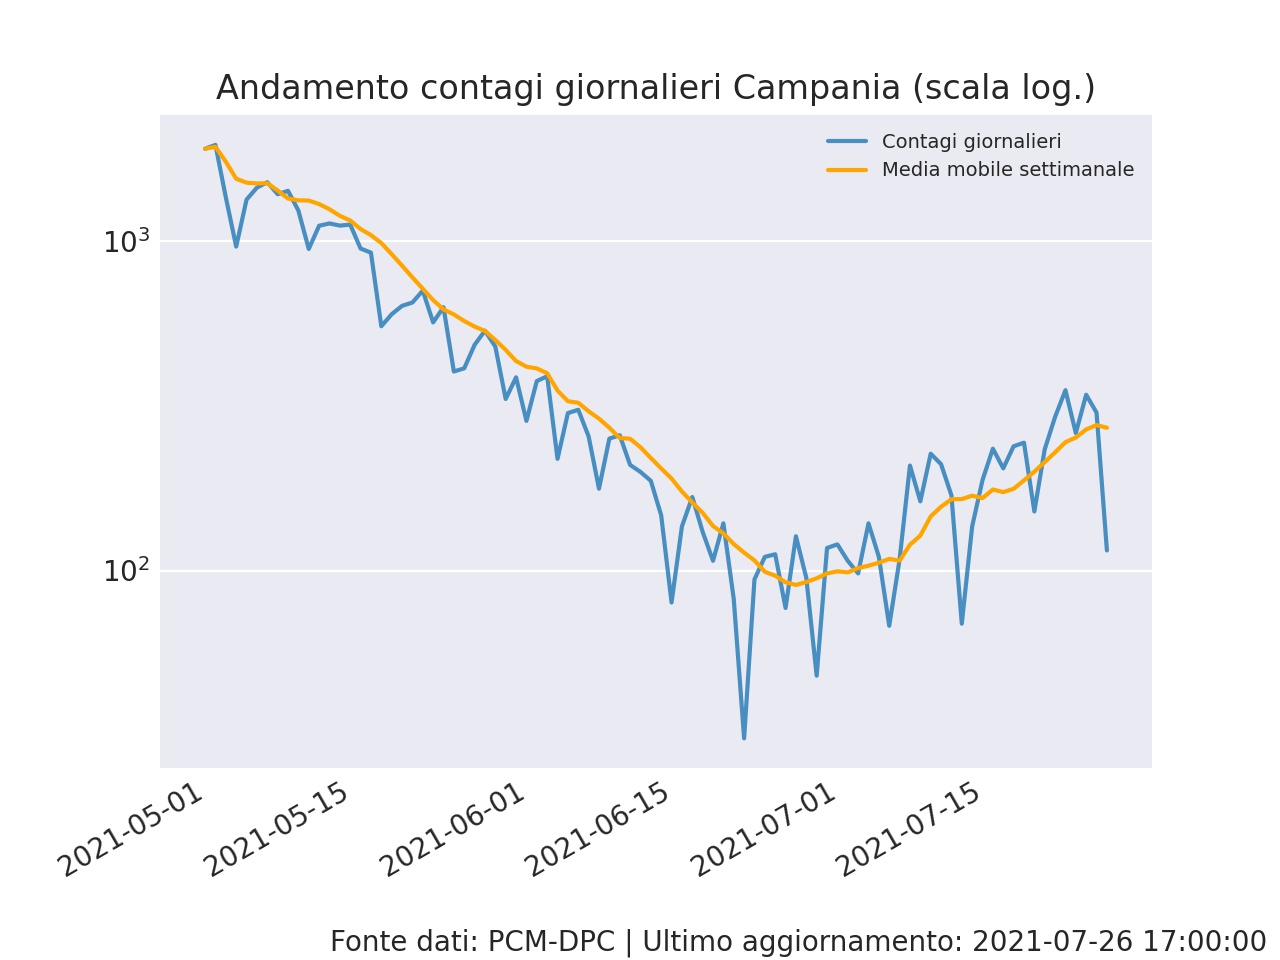 Andamento contagi giornalieri Campania (scala log.)
Contagi giornalieri
Media mobile settimanale
10³
10²
2021-05-01
2021-05-15
2021-06-01
2021-06-15
2021-07-01
2021-07-15
Fonte dati: PCM-DPC | Ultimo aggiornamento: 2021-07-26 17:00:00